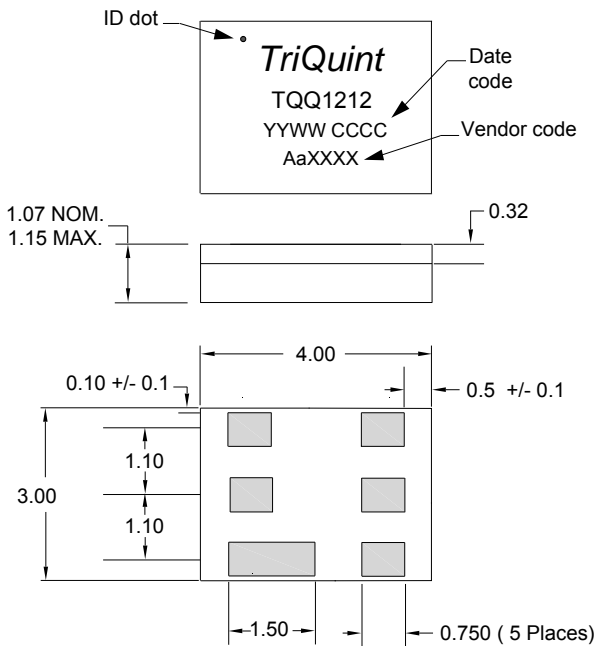 ID dot
TriQuint
TQQ1212
YYWW CCCC
AaXXXX
Date
code
Vendor code
1.07 NOM.
1.15 MAX.
0.32
4.00
0.10 +/- 0.1
0.5 +/- 0.1
1.10
3.00
1.10
1.50
0.750 ( 5 Places)